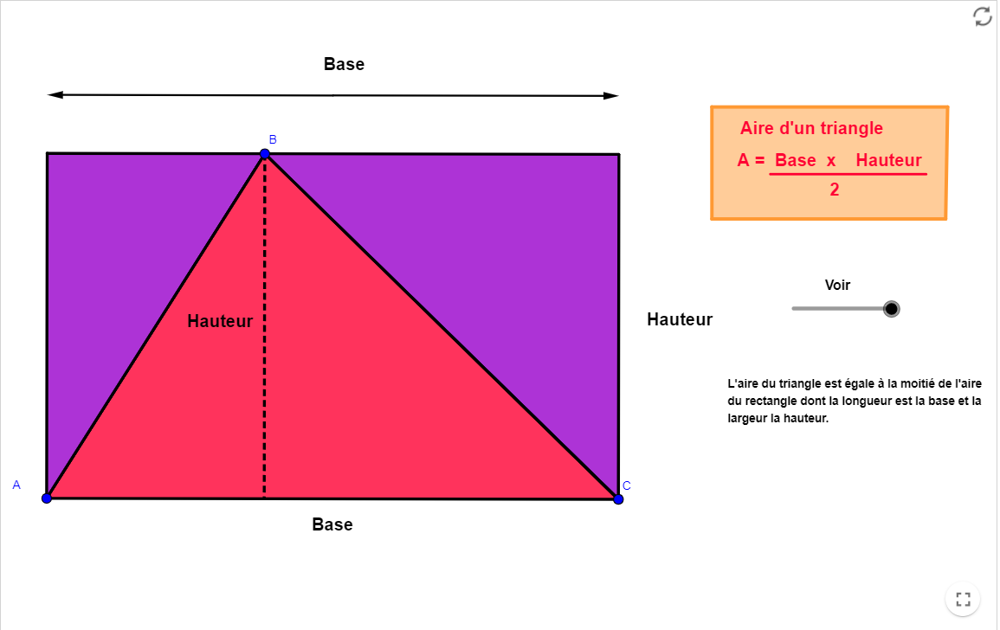 Base
B
Aire d'un triangle
A = Base x Hauteur
2
Voir
Hauteur
Hauteur
L'aire du triangle est égale à la moitié de l'aire
du rectangle dont la longueur est la base et la
largeur la hauteur.
A
C
Base